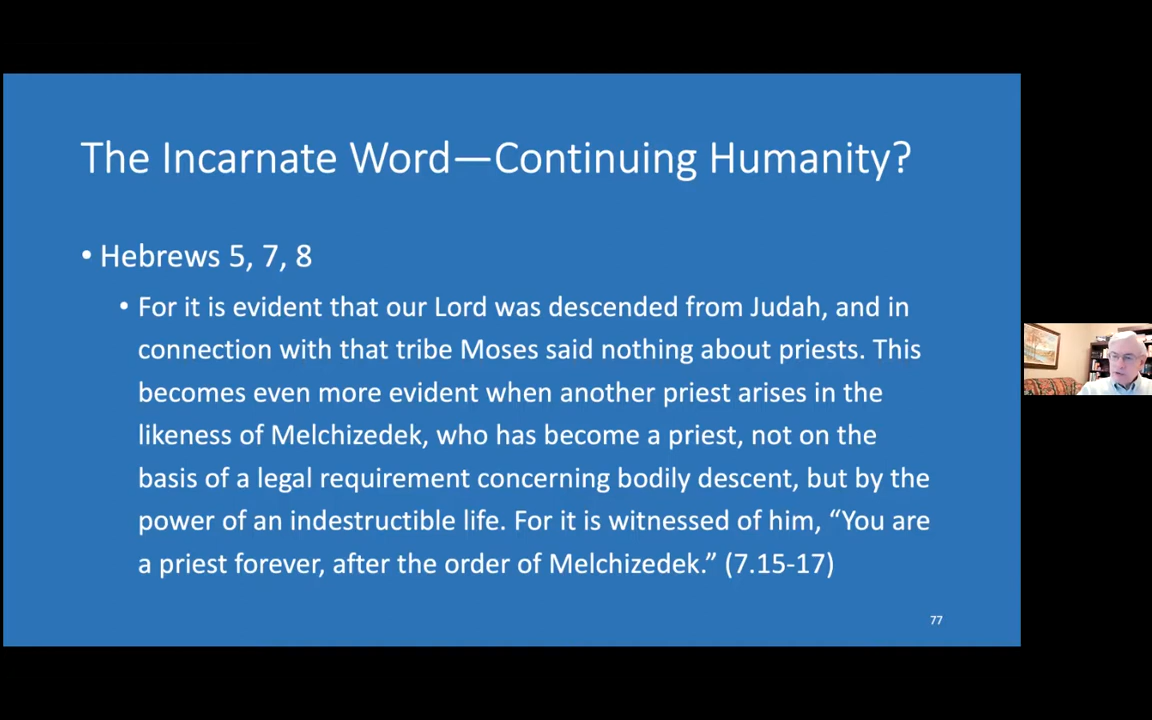 The Incarnate Word—Continuing Humanity?
• Hebrews 5, 7, 8
• For it is evident that our Lord was descended from Judah, and in
connection with that tribe Moses said nothing about priests. This
becomes even more evident when another priest arises in the
likeness of Melchizedek, who has become a priest, not on the
basis of a legal requirement concerning bodily descent, but by the
power of an indestructible life. For it is witnessed of him, “You are
a priest forever, after the order of Melchizedek.” (7.15-17)
77